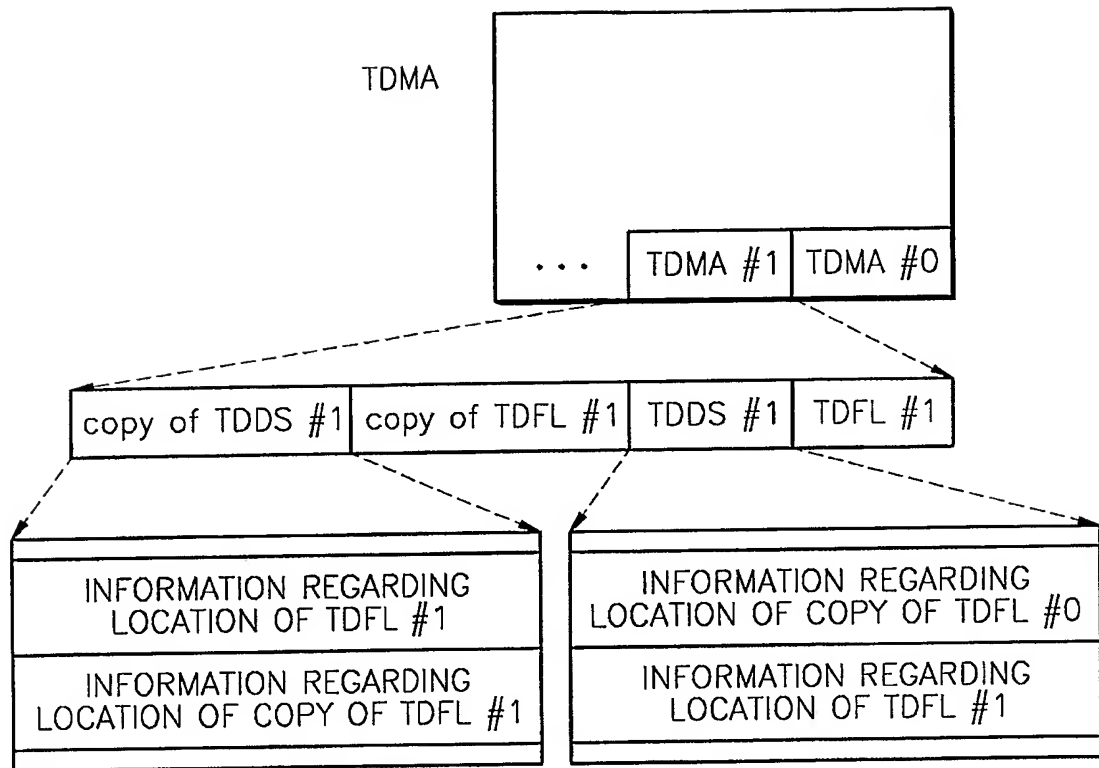 TDMA
... TDMA #1 TDMA #0
copy of TDDS #1 copy of TDFL #1 TDDS #1 TDFL #1
INFORMATION REGARDING
LOCATION OF TDFL #1
INFORMATION REGARDING
LOCATION OF COPY OF TDFL #1
INFORMATION REGARDING
LOCATION OF COPY OF TDFL #0
INFORMATION REGARDING
LOCATION OF TDFL #1